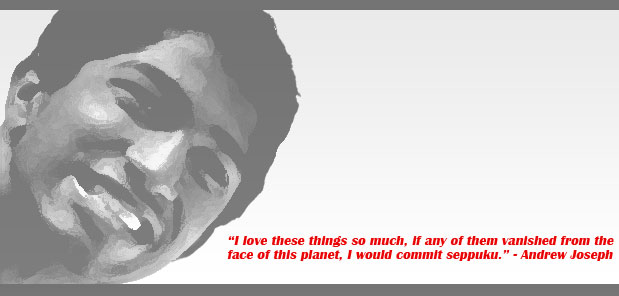 “I love these things so much, if any of them vanished from the
face of this planet, I would commit seppuku.” - Andrew Joseph